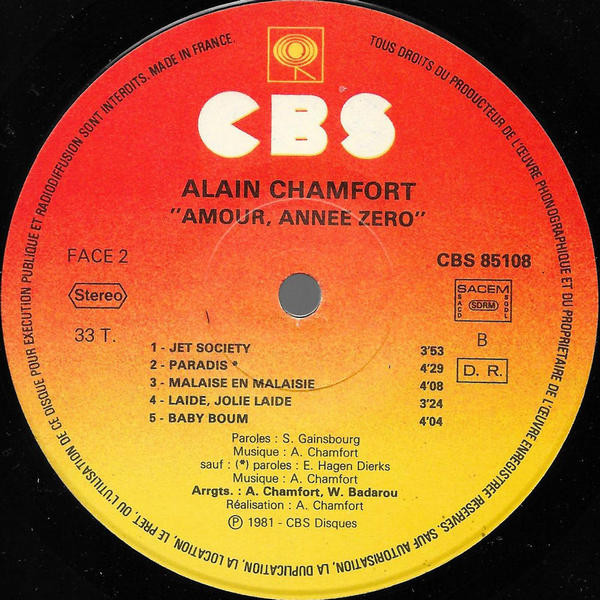 CBS
ALAIN CHAMFORT
"AMOUR, ANNEE ZERO"
FACE 2
CBS 85108
Stereo
SACEM
SACD
SDRM
SGDL
33 T.
B
D. R.
1 - JET SOCIETY 3'53
2 - PARADIS * 4'29
3 - MALAISE EN MALAISIE 4'08
4 - LAIDE, JOLIE LAIDE 3'24
5 - BABY BOUM 4'04
Paroles : S. Gainsbourg
Musique : A. Chamfort
sauf : (*) paroles : E. Hagen Dierks
Musique : A. Chamfort
Arrgts. : A. Chamfort, W. Badarou
Réalisation : A. Chamfort
Ⓟ 1981 - CBS Disques
TOUS DROITS DU PRODUCTEUR DE L'ŒUVRE PHONOGRAPHIQUE ET DU PROPRIETAIRE DE L'ŒUVRE ENREGISTREE RESERVES. SAUF AUTORISATION, LA DUPLICATION, LA LOCATION, LE PRET, OU L'UTILISATION DE CE DISQUE POUR EXECUTION PUBLIQUE ET RADIODIFFUSION SONT INTERDITS. MADE IN FRANCE.